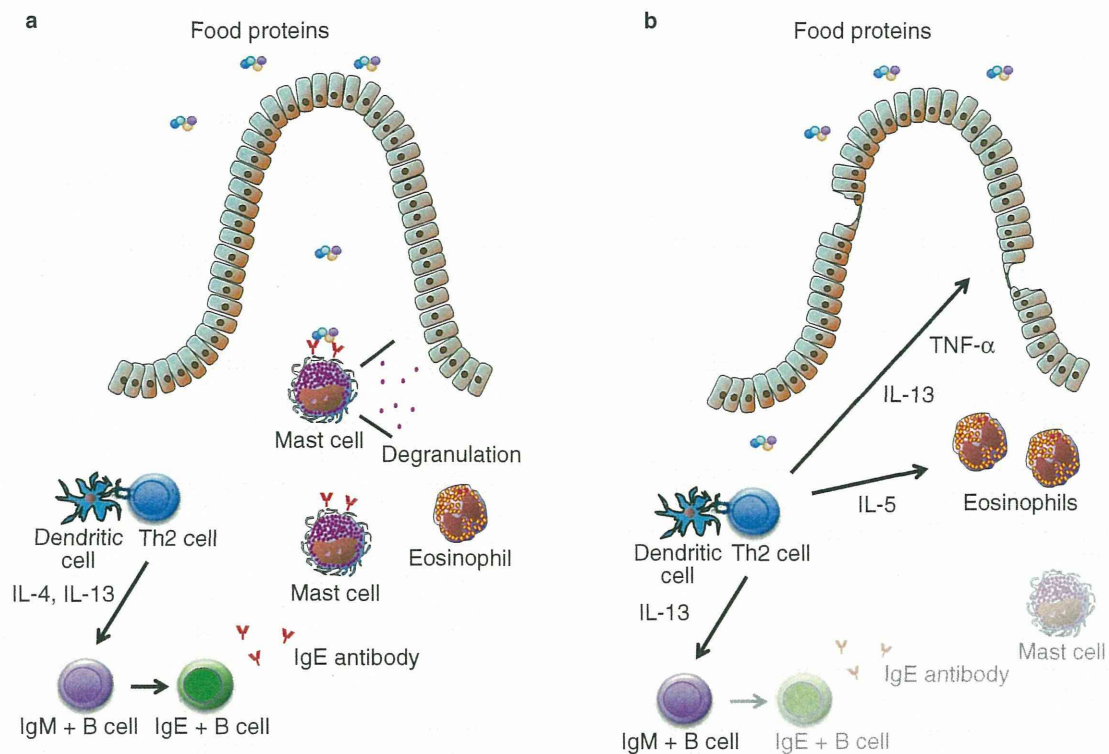 a
Food proteins
Mast cell
Degranulation
Dendritic
cell
Th2 cell
Mast cell
Eosinophil
IL-4, IL-13
IgE antibody
IgM + B cell
IgE + B cell
b
Food proteins
TNF-α
IL-13
IL-5
Eosinophils
Dendritic
cell
Th2 cell
IL-13
Mast cell
IgE antibody
IgM + B cell
IgE + B cell